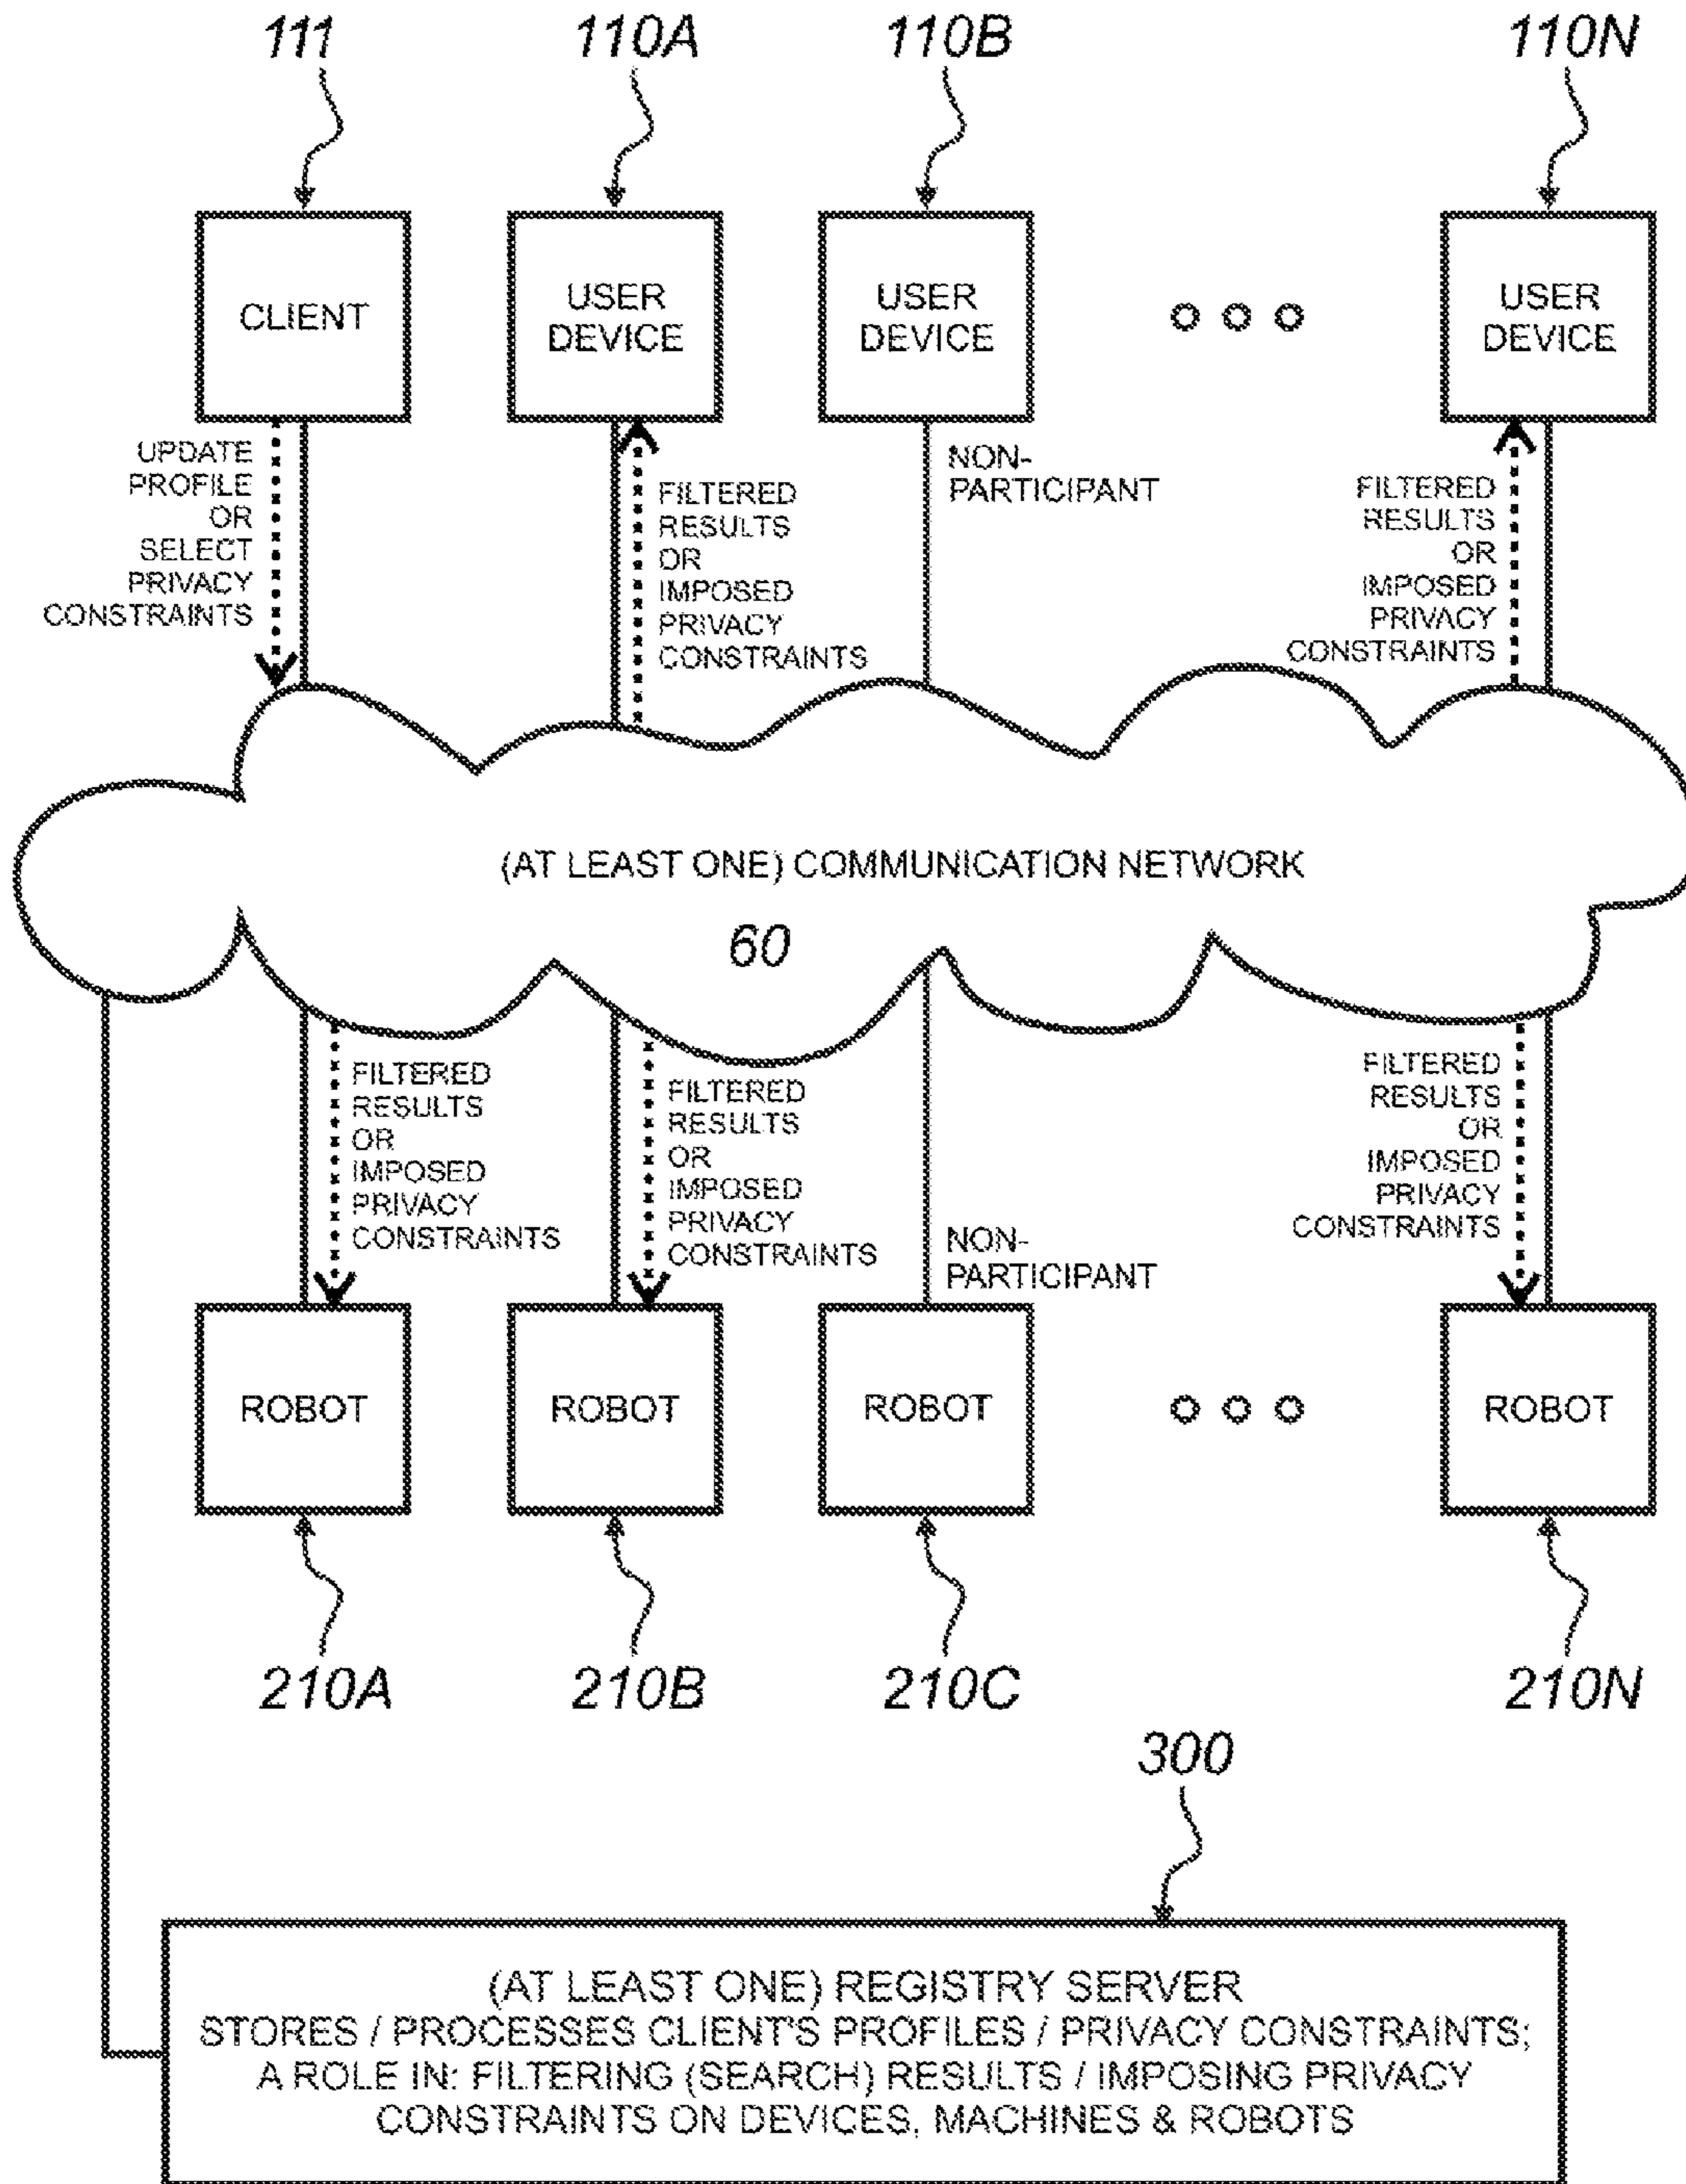 111
110A
110B
110N
CLIENT
USER
DEVICE
USER
DEVICE
USER
DEVICE
UPDATE
PROFILE
OR
SELECT
PRIVACY
CONSTRAINTS
FILTERED
RESULTS
OR
IMPOSED
PRIVACY
CONSTRAINTS
NON-
PARTICIPANT
FILTERED
RESULTS
OR
IMPOSED
PRIVACY
CONSTRAINTS
(AT LEAST ONE) COMMUNICATION NETWORK
60
FILTERED
RESULTS
OR
IMPOSED
PRIVACY
CONSTRAINTS
FILTERED
RESULTS
OR
IMPOSED
PRIVACY
CONSTRAINTS
NON-
PARTICIPANT
FILTERED
RESULTS
OR
IMPOSED
PRIVACY
CONSTRAINTS
ROBOT
ROBOT
ROBOT
ROBOT
210A
210B
210C
210N
300
(AT LEAST ONE) REGISTRY SERVER
STORES / PROCESSES CLIENT'S PROFILES / PRIVACY CONSTRAINTS;
A ROLE IN: FILTERING (SEARCH) RESULTS / IMPOSING PRIVACY
CONSTRAINTS ON DEVICES, MACHINES & ROBOTS